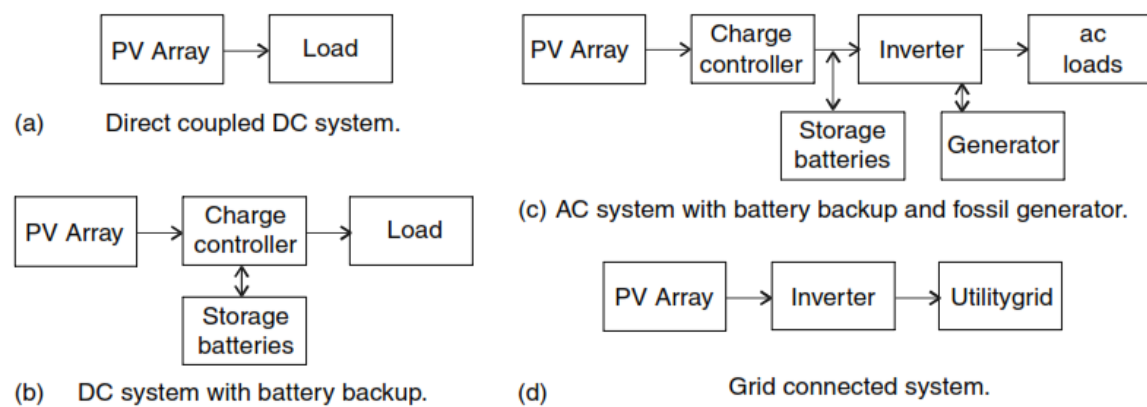 PV Array
Load
(a) Direct coupled DC system.
PV Array
Charge
controller
Load
Storage
batteries
(b) DC system with battery backup.
PV Array
Charge
controller
Inverter
ac
loads
Storage
batteries
Generator
(c) AC system with battery backup and fossil generator.
PV Array
Inverter
Utilitygrid
(d) Grid connected system.